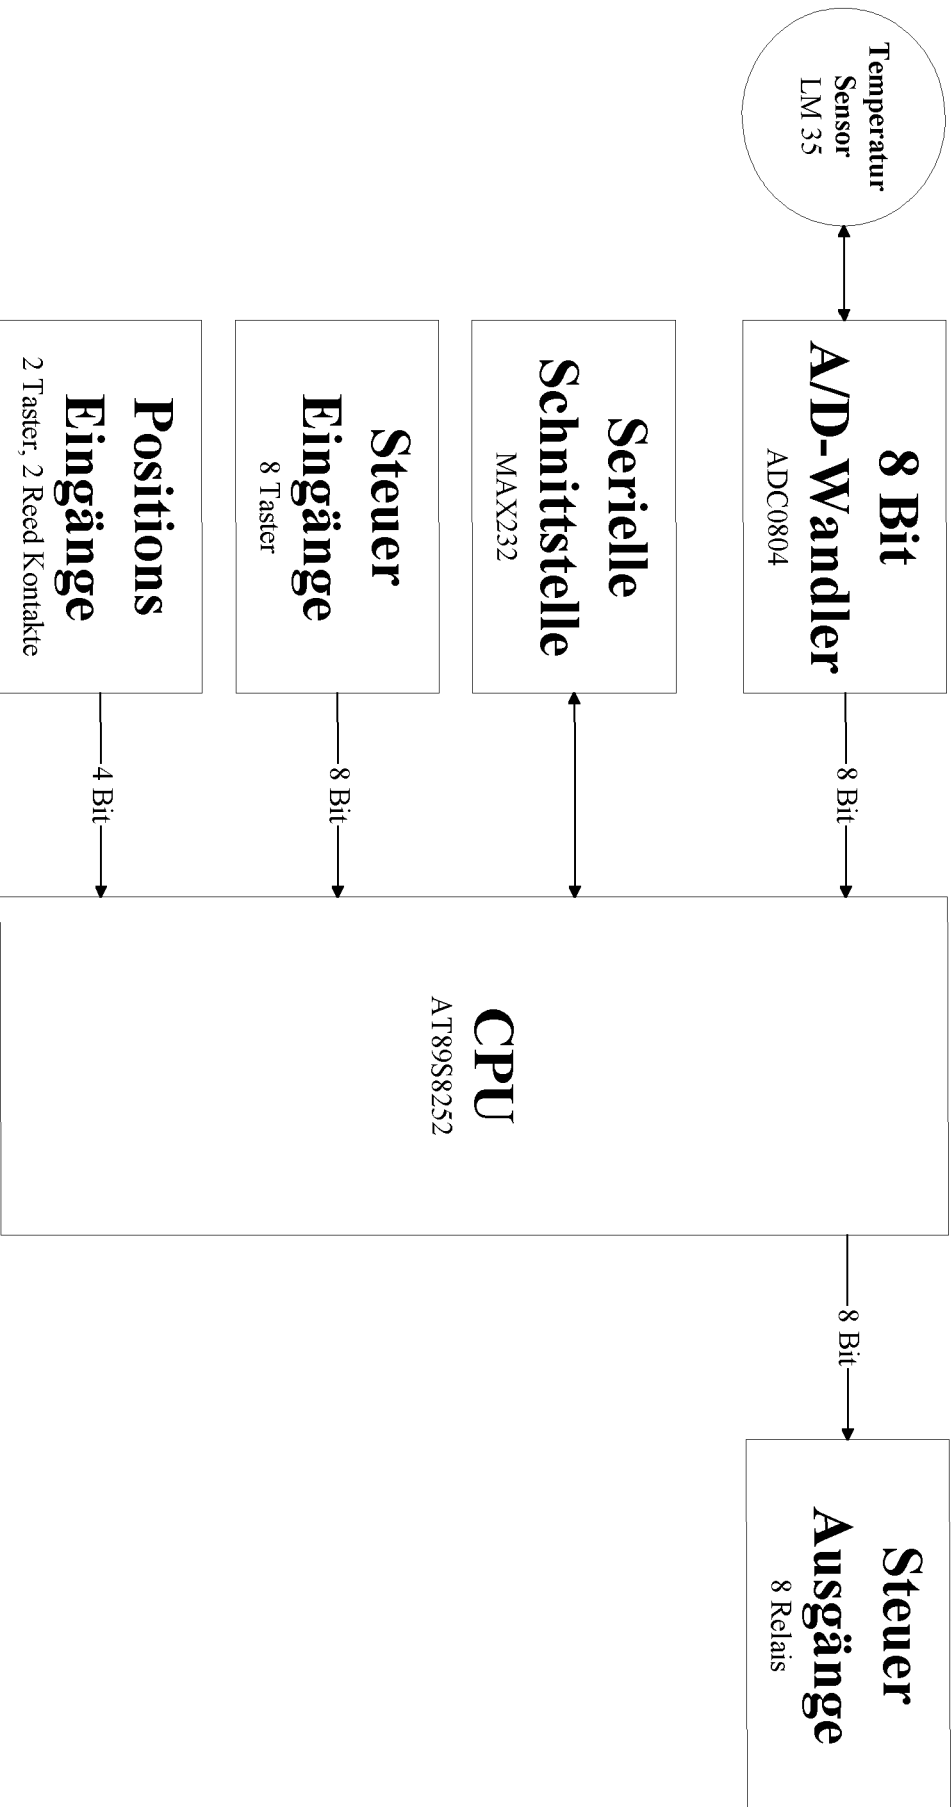 Temperatur
Sensor
LM 35
8 Bit
A/D-Wandler
ADC0804
8 Bit
Serielle
Schnittstelle
MAX232
Steuer
Eingänge
8 Taster
8 Bit
Positions
Eingänge
2 Taster, 2 Reed Kontakte
4 Bit
CPU
AT89S8252
8 Bit
Steuer
Ausgänge
8 Relais